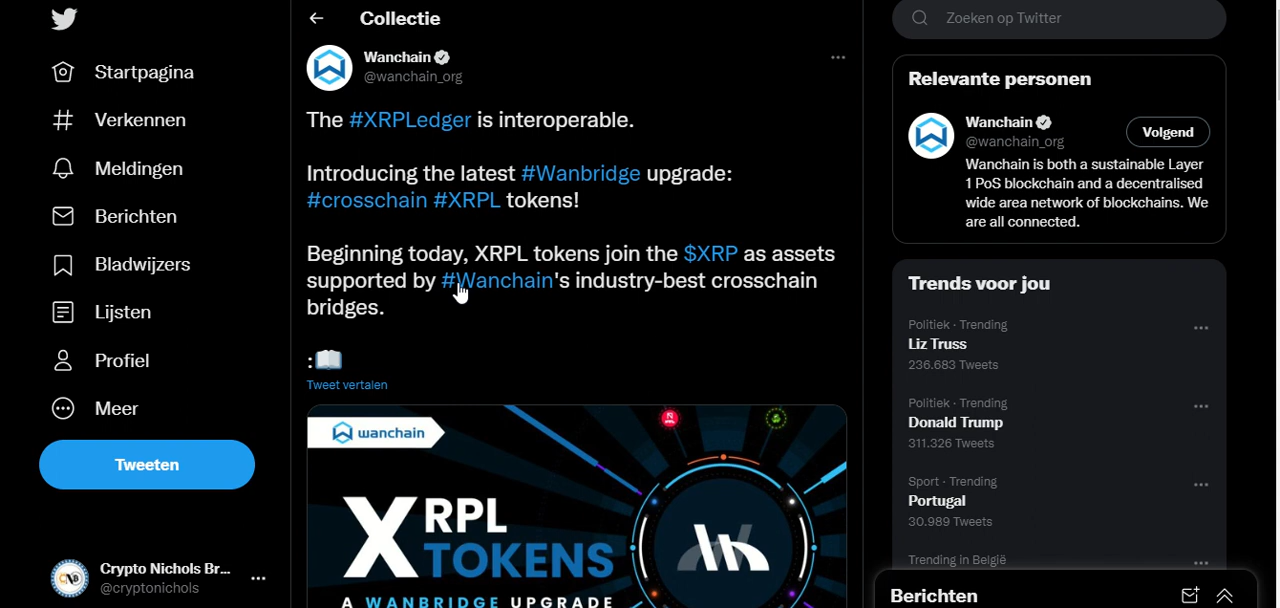 Startpagina
Verkennen
Meldingen
Berichten
Bladwijzers
Lijsten
Profiel
Meer
Tweeten
Crypto Nichols Br...
@cryptonichols
Collectie
Wanchain
@wanchain_org
The #XRPLedger is interoperable.
Introducing the latest #Wanbridge upgrade:
#crosschain #XRPL tokens!
Beginning today, XRPL tokens join the $XRP as assets
supported by #Wanchain's industry-best crosschain
bridges.
:📖
Tweet vertalen
wanchain
XRPL
TOKENS
A WANBRIDGE UPGRADE
Zoeken op Twitter
Relevante personen
Wanchain
@wanchain_org
Volgend
Wanchain is both a sustainable Layer
1 PoS blockchain and a decentralised
wide area network of blockchains. We
are all connected.
Trends voor jou
Politiek · Trending
Liz Truss
236.683 Tweets
Politiek · Trending
Donald Trump
311.326 Tweets
Sport · Trending
Portugal
30.989 Tweets
Trending in België
Berichten